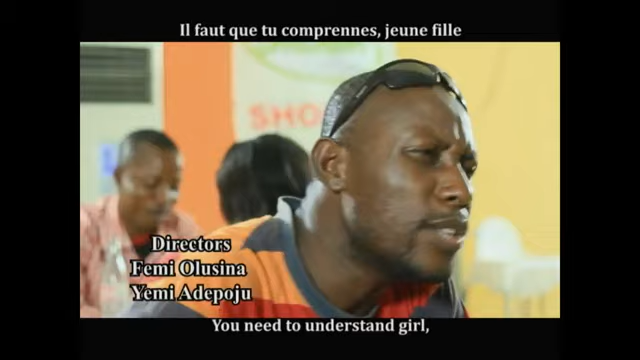 Il faut que tu comprennes, jeune fille
SHO
Directors
Femi Olusina
Yemi Adepoju
You need to understand girl,